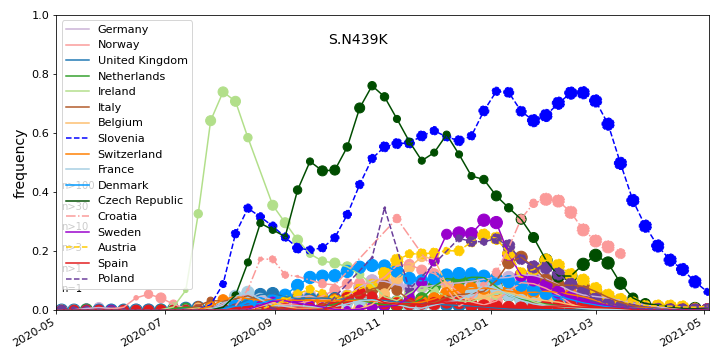 S.N439K
frequency
1.0
0.8
0.6
0.4
0.2
0.0
Germany
Norway
United Kingdom
Netherlands
Ireland
Italy
Belgium
Slovenia
Switzerland
France
Denmark
Czech Republic
Croatia
Sweden
Austria
Spain
Poland
n>100
n>30
n>10
n>3
n>1
n=1
2020-05
2020-07
2020-09
2020-11
2021-01
2021-03
2021-05